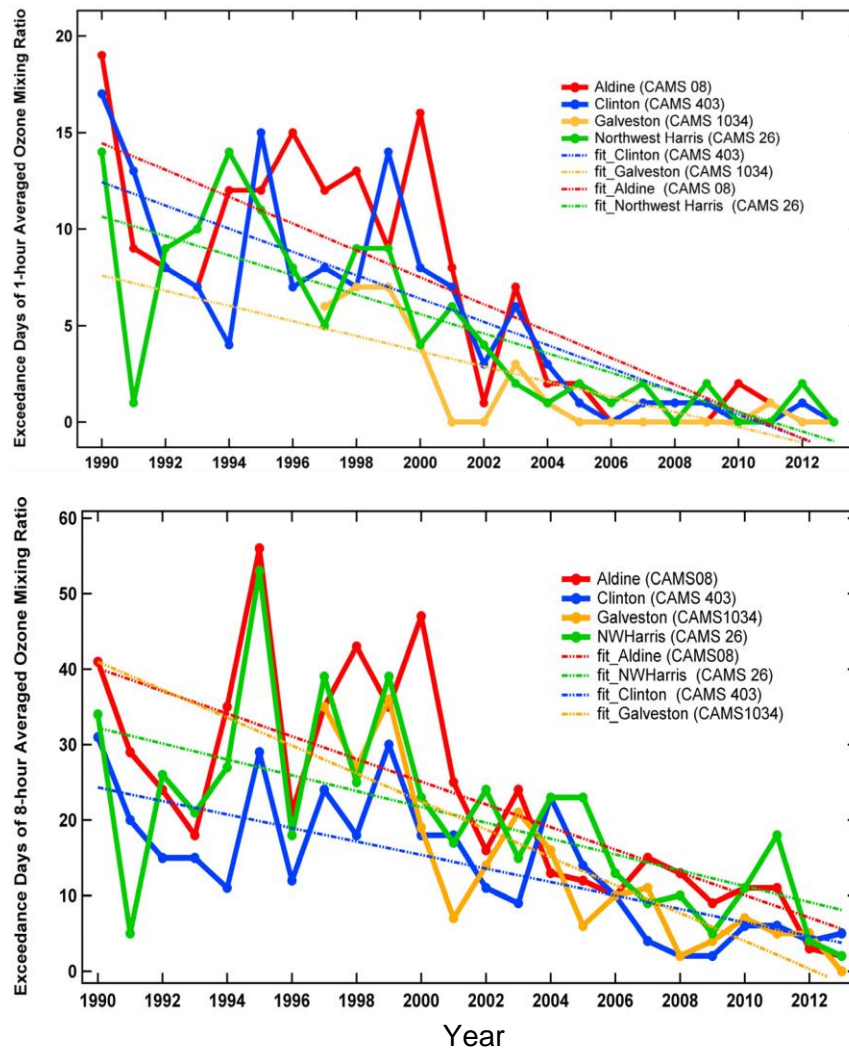 Exceedance Days of 1-hour Averaged Ozone Mixing Ratio
20
15
10
5
0
Aldine (CAMS 08)
Clinton (CAMS 403)
Galveston (CAMS 1034)
Northwest Harris (CAMS 26)
fit_Clinton (CAMS 403)
fit_Galveston (CAMS 1034)
fit_Aldine (CAMS 08)
fit_Northwest Harris (CAMS 26)
1990 1992 1994 1996 1998 2000 2002 2004 2006 2008 2010 2012
Exceedance Days of 8-hour Averaged Ozone Mixing Ratio
60
50
40
30
20
10
0
Aldine (CAMS08)
Clinton (CAMS 403)
Galveston (CAMS1034)
NWHarris (CAMS 26)
fit_Aldine (CAMS08)
fit_NWHarris (CAMS 26)
fit_Clinton (CAMS 403)
fit_Galveston (CAMS1034)
1990 1992 1994 1996 1998 2000 2002 2004 2006 2008 2010 2012
Year